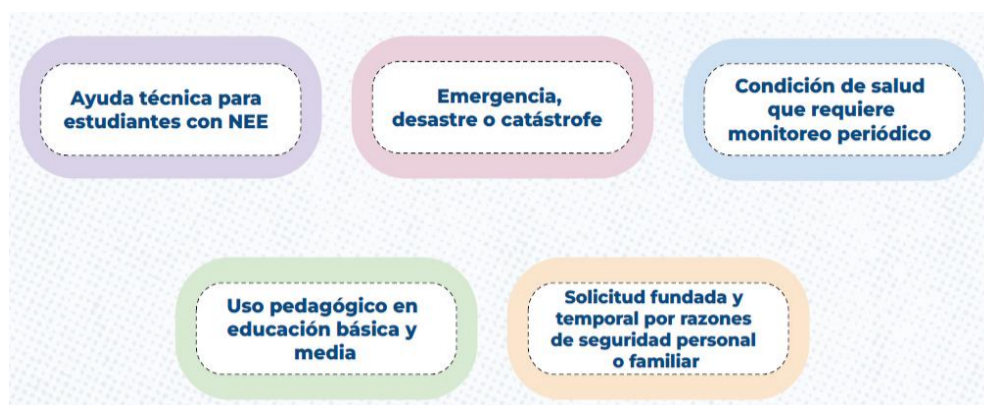 Ayuda técnica para
estudiantes con NEE
Emergencia,
desastre o catástrofe
Condición de salud
que requiere
monitoreo periódico
Uso pedagógico en
educación básica y
media
Solicitud fundada y
temporal por razones
de seguridad personal
o familiar